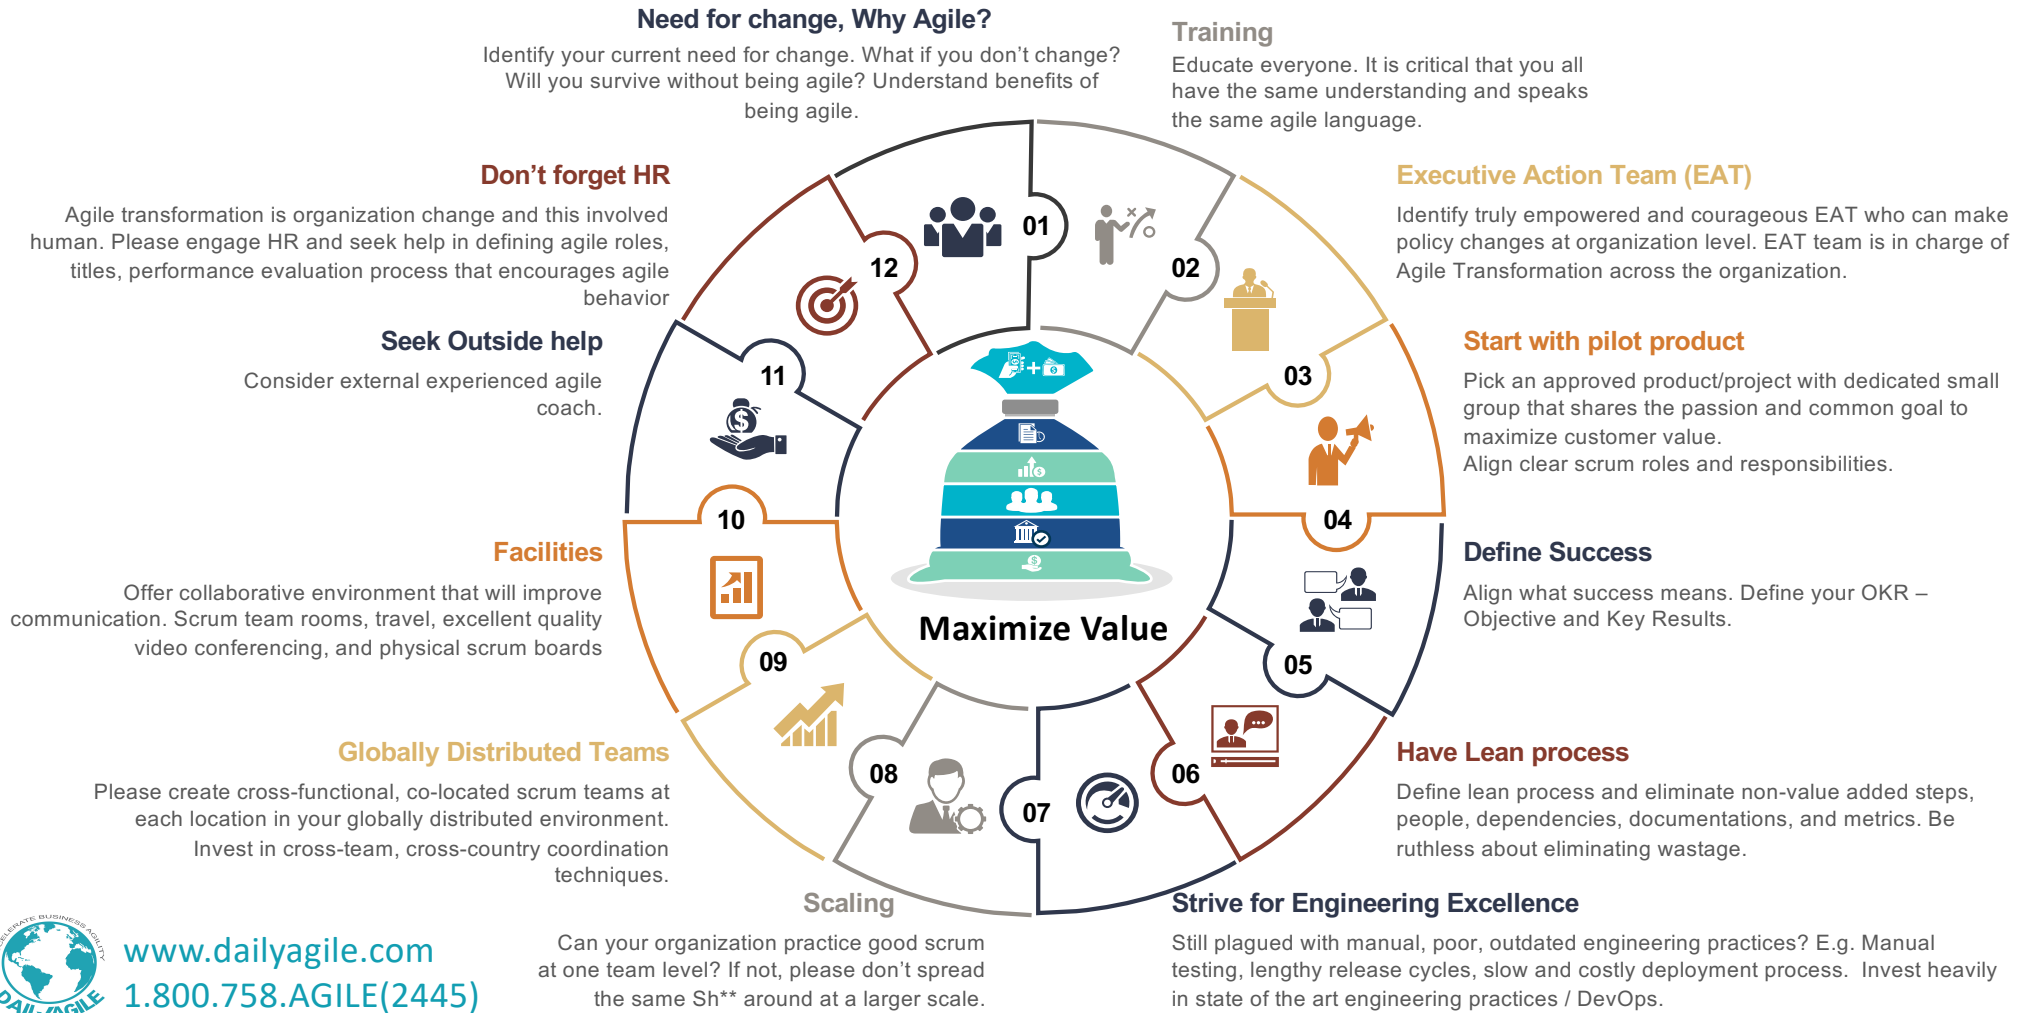 Need for change, Why Agile?
Identify your current need for change. What if you don't change?
Will you survive without being agile? Understand benefits of
being agile.
Training
Educate everyone. It is critical that you all
have the same understanding and speaks
the same agile language.
Executive Action Team (EAT)
Identify truly empowered and courageous EAT who can make
policy changes at organization level. EAT team is in charge of
Agile Transformation across the organization.
Start with pilot product
Pick an approved product/project with dedicated small
group that shares the passion and common goal to
maximize customer value.
Align clear scrum roles and responsibilities.
Define Success
Align what success means. Define your OKR –
Objective and Key Results.
Have Lean process
Define lean process and eliminate non-value added steps,
people, dependencies, documentations, and metrics. Be
ruthless about eliminating wastage.
Strive for Engineering Excellence
Still plagued with manual, poor, outdated engineering practices? E.g. Manual
testing, lengthy release cycles, slow and costly deployment process.  Invest heavily
in state of the art engineering practices / DevOps.
Scaling
Can your organization practice good scrum
at one team level? If not, please don't spread
the same Sh** around at a larger scale.
Globally Distributed Teams
Please create cross-functional, co-located scrum teams at
each location in your globally distributed environment.
Invest in cross-team, cross-country coordination
techniques.
Facilities
Offer collaborative environment that will improve
communication. Scrum team rooms, travel, excellent quality
video conferencing, and physical scrum boards
Seek Outside help
Consider external experienced agile
coach.
Don't forget HR
Agile transformation is organization change and this involved
human. Please engage HR and seek help in defining agile roles,
titles, performance evaluation process that encourages agile
behavior
01
02
03
04
05
06
07
08
09
10
11
12
Maximize Value
www.dailyagile.com
1.800.758.AGILE(2445)
BUSINESS AGILITY